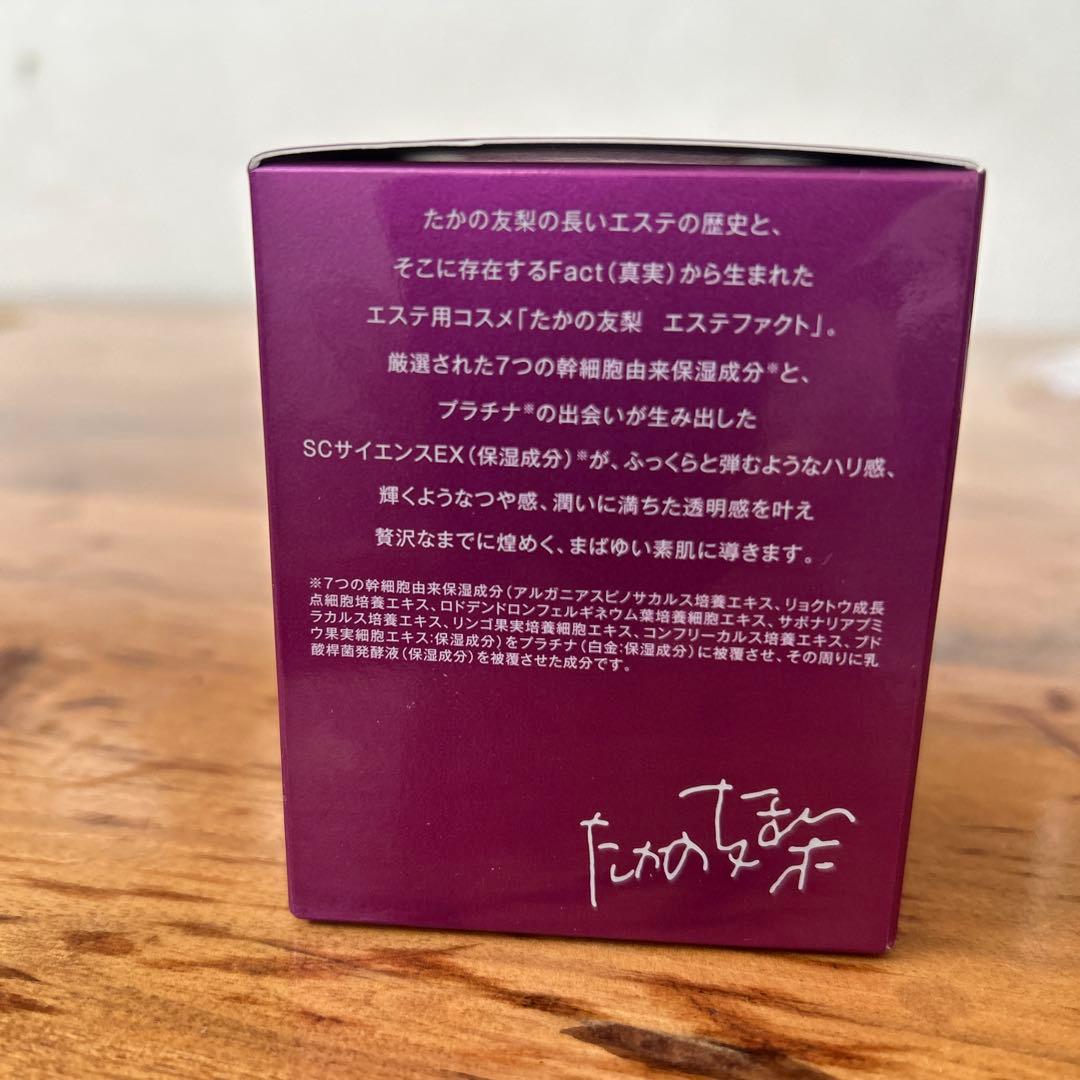 たかの友梨の長いエステの歴史と、
そこに存在するFact(真実)から生まれた
エステ用コスメ「たかの友梨　エステファクト」。
厳選された7つの幹細胞由来保湿成分※と、
プラチナ※の出会いが生み出した
SCサイエンスEX(保湿成分)※が、ふっくらと弾むようなハリ感、
輝くようなつや感、潤いに満ちた透明感を叶え
贅沢なまでに煌めく、まばゆい素肌に導きます。
※7つの幹細胞由来保湿成分(アルガニアスピノサカルス培養エキス、リョクトウ成長
点細胞培養エキス、ロドデンドロンフェルギネウム葉培養細胞エキス、サポナリアプミ
ラカルス培養エキス、リンゴ果実培養細胞エキス、コンフリーカルス培養エキス、ブド
ウ果実細胞エキス:保湿成分)をプラチナ(白金:保湿成分)に被覆させ、その周りに乳
酸桿菌発酵液(保湿成分)を被覆させた成分です。
たかの友梨